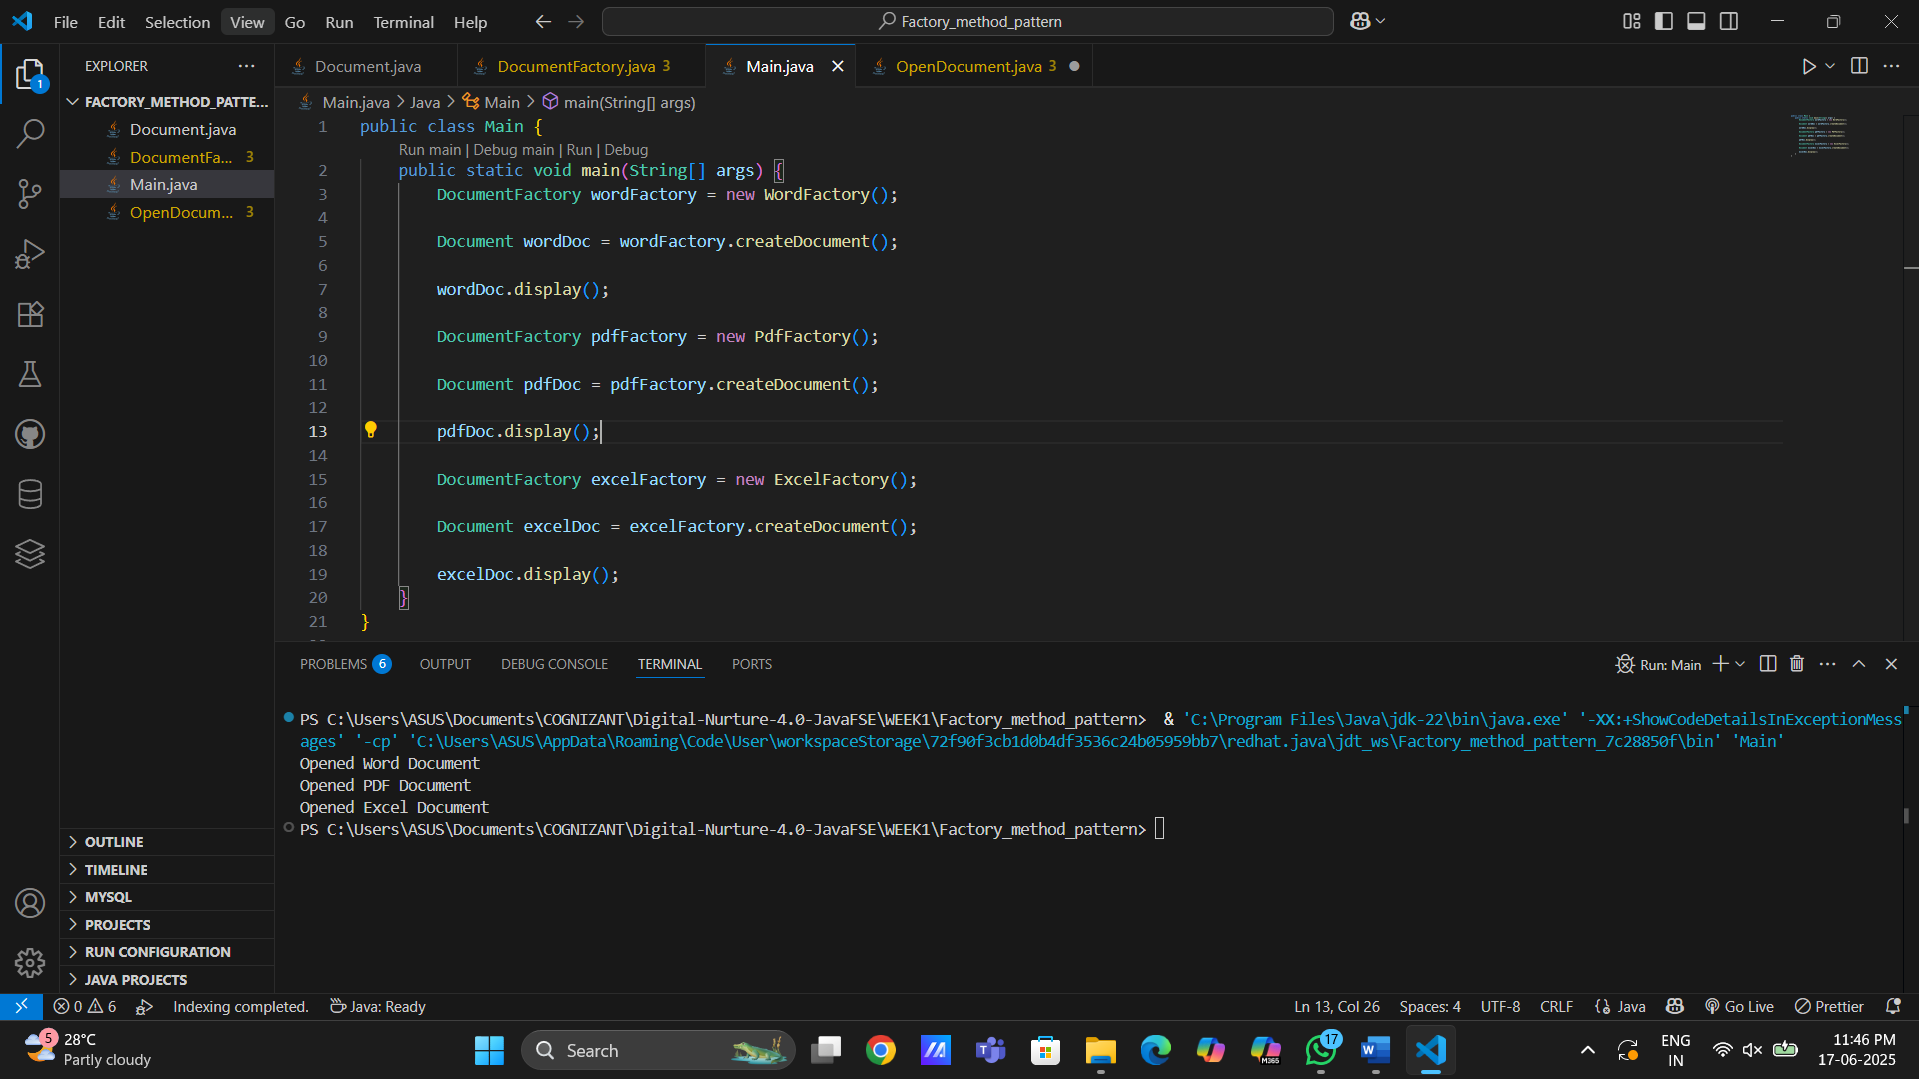 File Edit Selection View Go Run Terminal Help
Factory_method_pattern
EXPLORER
Document.java
DocumentFactory.java 3
Main.java
OpenDocument.java 3
1
FACTORY_METHOD_PATTE...
Document.java
DocumentFa... 3
Main.java
OpenDocum... 3
Main.java > Java > Main > main(String[] args)
1 public class Main {
Run main | Debug main | Run | Debug
2 public static void main(String[] args) {
3 DocumentFactory wordFactory = new WordFactory();
4
5 Document wordDoc = wordFactory.createDocument();
6
7 wordDoc.display();
8
9 DocumentFactory pdfFactory = new PdfFactory();
10
11 Document pdfDoc = pdfFactory.createDocument();
12
13 pdfDoc.display();
14
15 DocumentFactory excelFactory = new ExcelFactory();
16
17 Document excelDoc = excelFactory.createDocument();
18
19 excelDoc.display();
20 }
21 }
PROBLEMS 6 OUTPUT DEBUG CONSOLE TERMINAL PORTS
Run: Main
PS C:\Users\ASUS\Documents\COGNIZANT\Digital-Nurture-4.0-JavaFSE\WEEK1\Factory_method_pattern> & 'C:\Program Files\Java\jdk-22\bin\java.exe' '-XX:+ShowCodeDetailsInExceptionMess
ages' '-cp' 'C:\Users\ASUS\AppData\Roaming\Code\User\workspaceStorage\72f90f3cb1d0b4df3536c24b05959bb7\redhat.java\jdt_ws\Factory_method_pattern_7c28850f\bin' 'Main'
Opened Word Document
Opened PDF Document
Opened Excel Document
PS C:\Users\ASUS\Documents\COGNIZANT\Digital-Nurture-4.0-JavaFSE\WEEK1\Factory_method_pattern>
OUTLINE
TIMELINE
MYSQL
PROJECTS
RUN CONFIGURATION
JAVA PROJECTS
0 6 Indexing completed. Java: Ready
Ln 13, Col 26 Spaces: 4 UTF-8 CRLF {} Java Go Live Prettier
5
28°C
Partly cloudy
Search
M365
17
ENG
IN
11:46 PM
17-06-2025